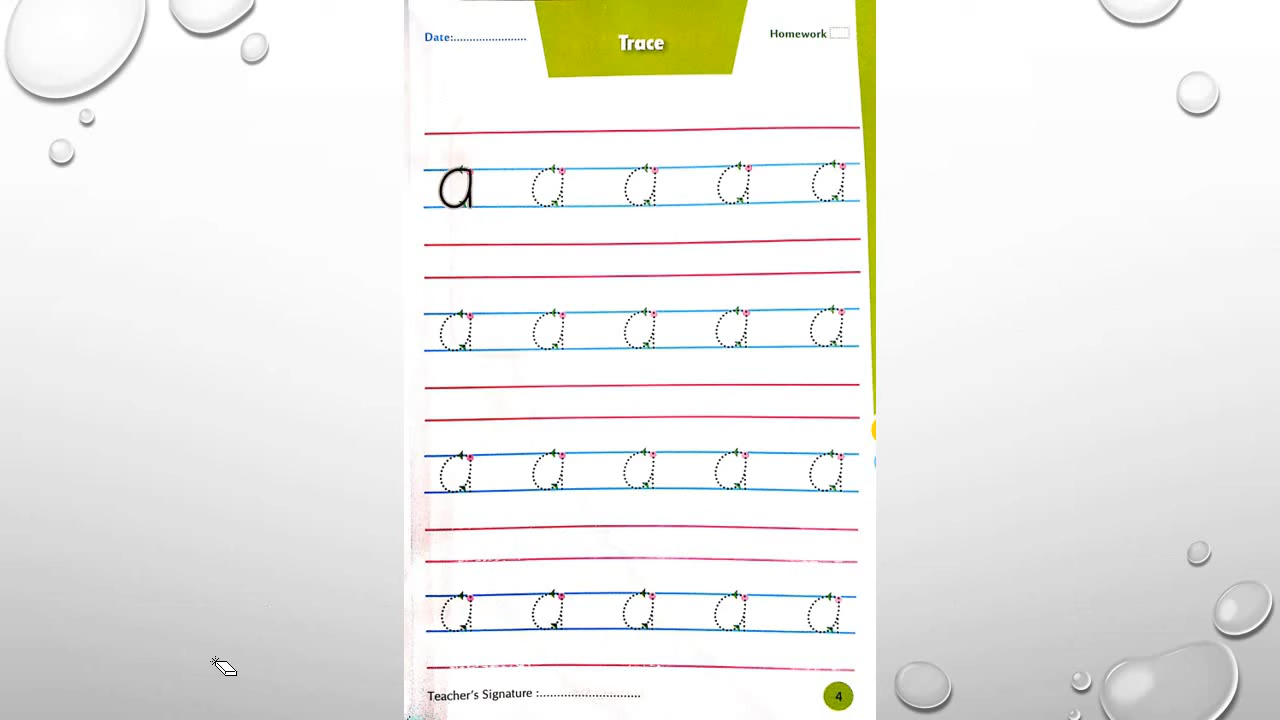 Date:.......................
Trace
Homework
a a a a a
a a a a a
a a a a a
a a a a a
Teacher's Signature :..........................
4